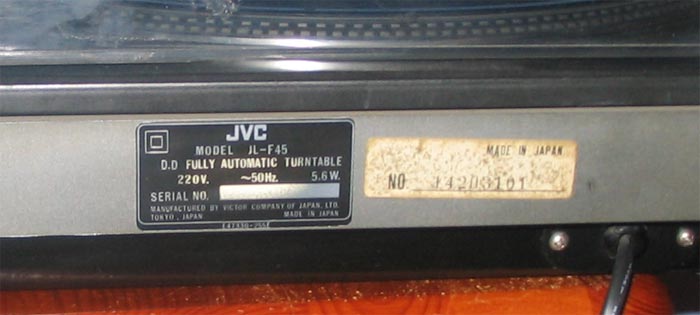 JVC
MODEL JL-F45
D.D FULLY AUTOMATIC TURNTABLE
220V. ~50Hz. 5.6W.
SERIAL NO.
MANUFACTURED BY VICTOR COMPANY OF JAPAN, LTD.
TOKYO, JAPAN MADE IN JAPAN
MADE IN JAPAN
NO